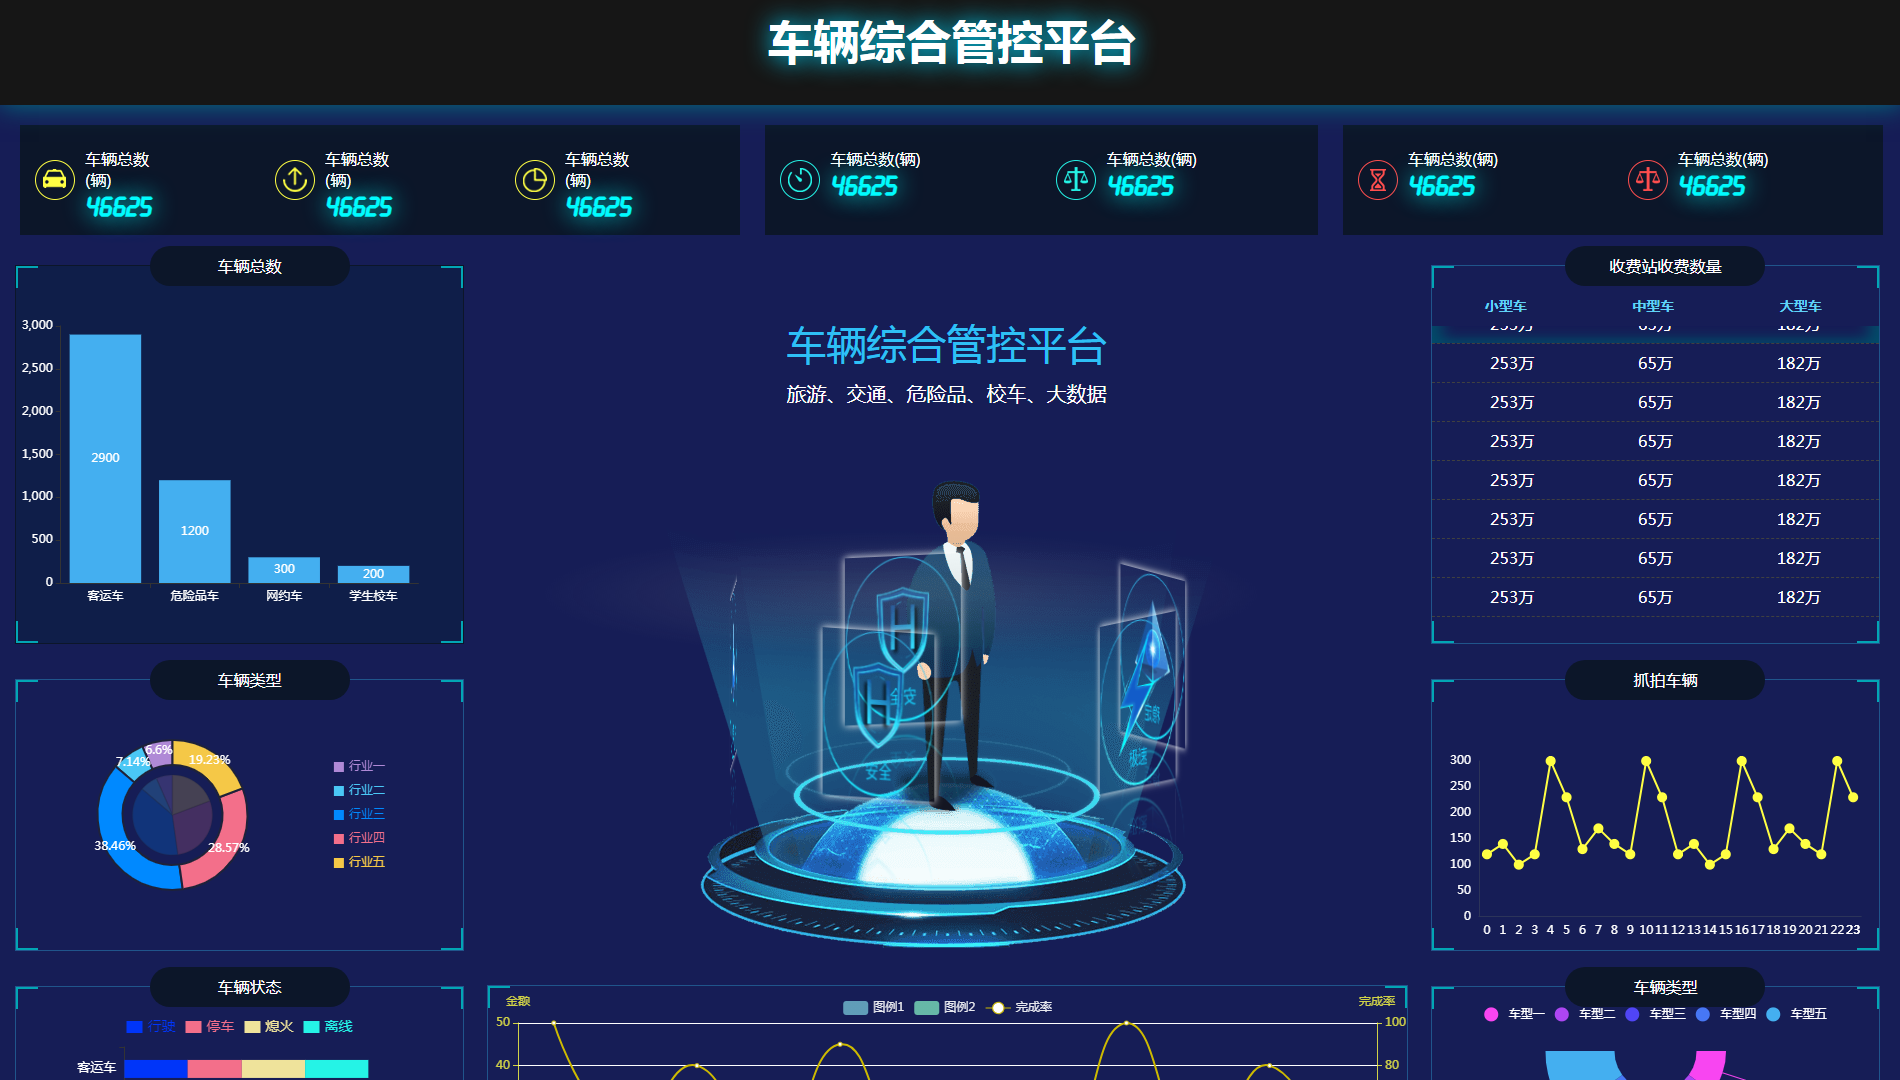 车辆综合管控平台
车辆总数
(辆)
46625
车辆总数
(辆)
46625
车辆总数
(辆)
46625
车辆总数(辆)
46625
车辆总数(辆)
46625
车辆总数(辆)
46625
车辆总数(辆)
46625
车辆总数
3,000
2,500
2,000
1,500
1,000
500
0
2900
1200
300
200
客运车 危险品车 网约车 学生校车
车辆综合管控平台
旅游、交通、危险品、校车、大数据
安全
安全
极速
收费站收费数量
小型车 中型车 大型车
253万 65万 182万
253万 65万 182万
253万 65万 182万
253万 65万 182万
253万 65万 182万
253万 65万 182万
253万 65万 182万
253万 65万 182万
车辆类型
6.6%
19.23%
7.14%
38.46%
28.57%
行业一
行业二
行业三
行业四
行业五
抓拍车辆
300
250
200
150
100
50
0
0 1 2 3 4 5 6 7 8 9 10 11 12 13 14 15 16 17 18 19 20 21 22 23
车辆状态
行驶 停车 熄火 离线
客运车
金额 图例1 图例2 完成率 完成率
50 100
40 80
车辆类型
车型一 车型二 车型三 车型四 车型五